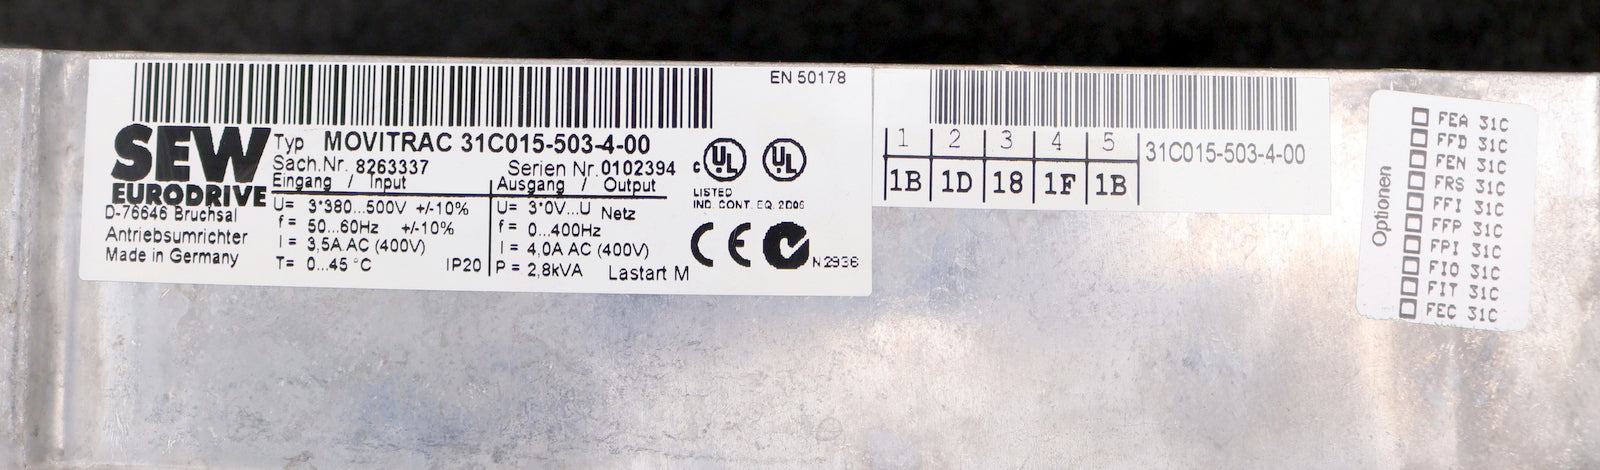 EN 50178
SEW
EURODRIVE
D-76646 Bruchsal
Antriebsumrichter
Made in Germany
Typ MOVITRAC 31C015-503-4-00
Sach.Nr. 8263337 Serien Nr. 0102394
Eingang / Input
U= 3*380...500V +/-10%
f = 50...60Hz +/-10%
I = 3,5A AC (400V)
T= 0...45 °C IP20
Ausgang / Output
U= 3*0V...U Netz
f = 0...400Hz
I = 4,0A AC (400V)
P = 2,8kVA Lastart M
c UL UL
LISTED
IND. CONT. EQ. 2D06
CE N2936
1 2 3 4 5
1B 1D 18 1F 1B
31C015-503-4-00
Optionen
FEA 31C
FFD 31C
FEN 31C
FRS 31C
FFI 31C
FFP 31C
FPI 31C
FIO 31C
FIT 31C
FEC 31C